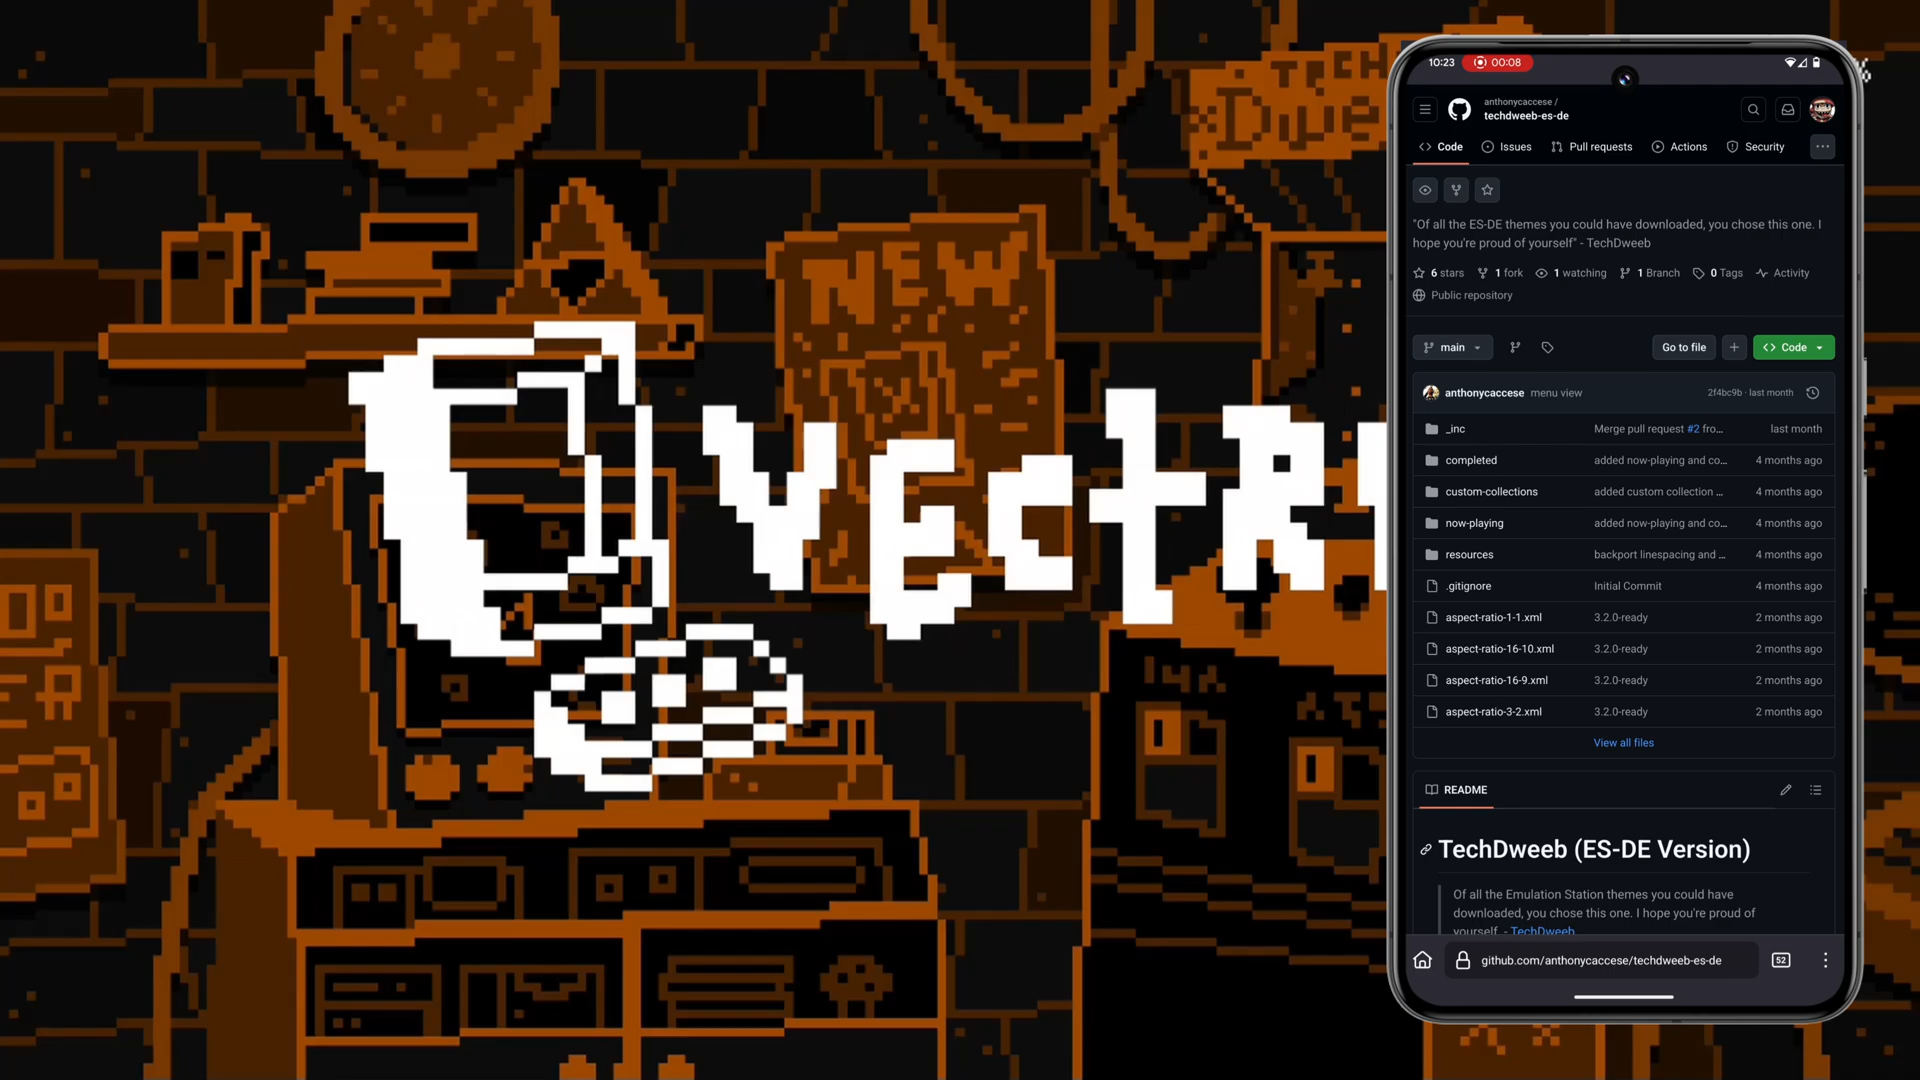 TECH
Dwe
NEW
VectR
10:23
00:08
anthonycaccese /
techdweeb-es-de
Code
Issues
Pull requests
Actions
Security
"Of all the ES-DE themes you could have downloaded, you chose this one. I
hope you're proud of yourself" - TechDweeb
6 stars
1 fork
1 watching
1 Branch
0 Tags
Activity
Public repository
main
Go to file
Code
anthonycaccese menu view 2f4bc9b · last month
_inc Merge pull request #2 fro... last month
completed added now-playing and co... 4 months ago
custom-collections added custom collection ... 4 months ago
now-playing added now-playing and co... 4 months ago
resources backport linespacing and ... 4 months ago
.gitignore Initial Commit 4 months ago
aspect-ratio-1-1.xml 3.2.0-ready 2 months ago
aspect-ratio-16-10.xml 3.2.0-ready 2 months ago
aspect-ratio-16-9.xml 3.2.0-ready 2 months ago
aspect-ratio-3-2.xml 3.2.0-ready 2 months ago
View all files
README
TechDweeb (ES-DE Version)
Of all the Emulation Station themes you could have
downloaded, you chose this one. I hope you're proud of
yourself. - TechDweeb
github.com/anthonycaccese/techdweeb-es-de
52